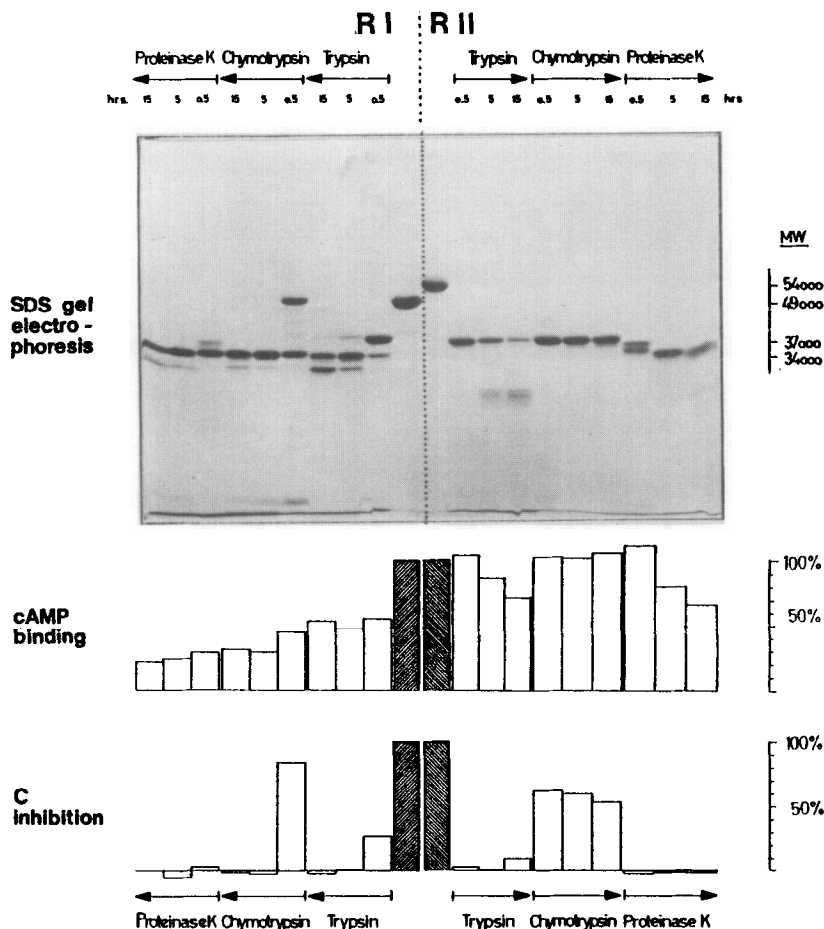 R I R II
Proteinase K Chymotrypsin Trypsin Trypsin Chymotrypsin Proteinase K
hrs. 15 5 0.5 15 5 0.5 15 5 0.5 0.5 5 15 0.5 5 15 0.5 5 15 hrs
MW
SDS gel
electro-
phoresis
54000
49000
37000
34000
cAMP
binding
100%
50%
C
inhibition
100%
50%
Proteinase K Chymotrypsin Trypsin Trypsin Chymotrypsin Proteinase K